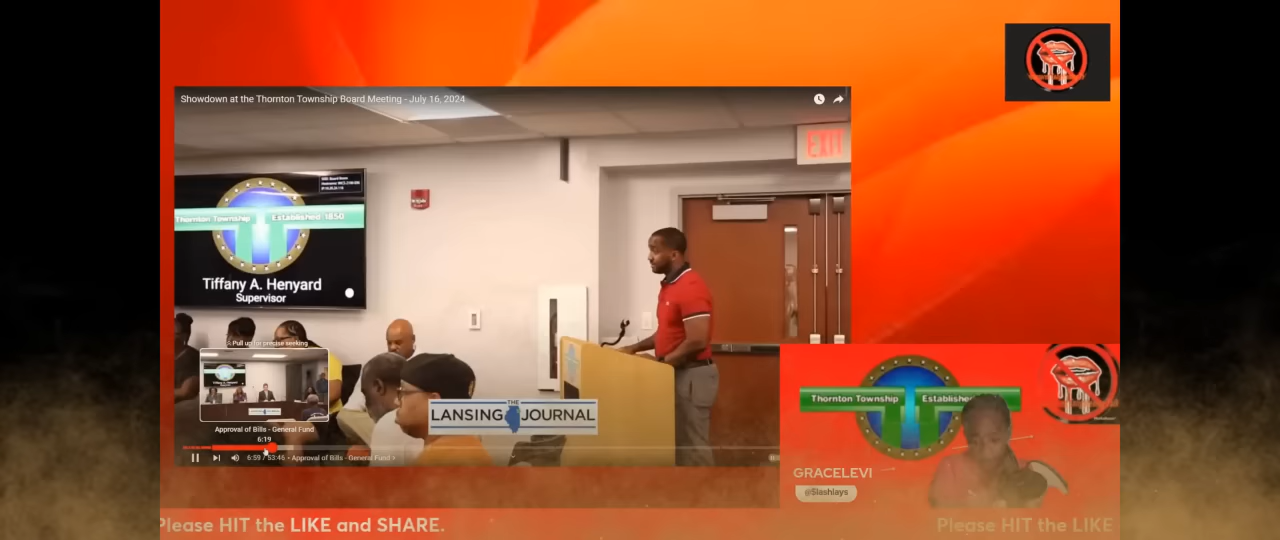 Showdown at the Thornton Township Board Meeting - July 16, 2024
EXIT
Thornton Township
Established 1850
Tiffany A. Henyard
Supervisor
Pull up for precise seeking
Approval of Bills - General Fund
6:19
THE
LANSING JOURNAL
6:59 / 53:45 • Approval of Bills - General Fund ›
Thornton Township
Establishe
GRACELEVI
@Slashlays
Please HIT the LIKE and SHARE.
Please HIT the LIKE